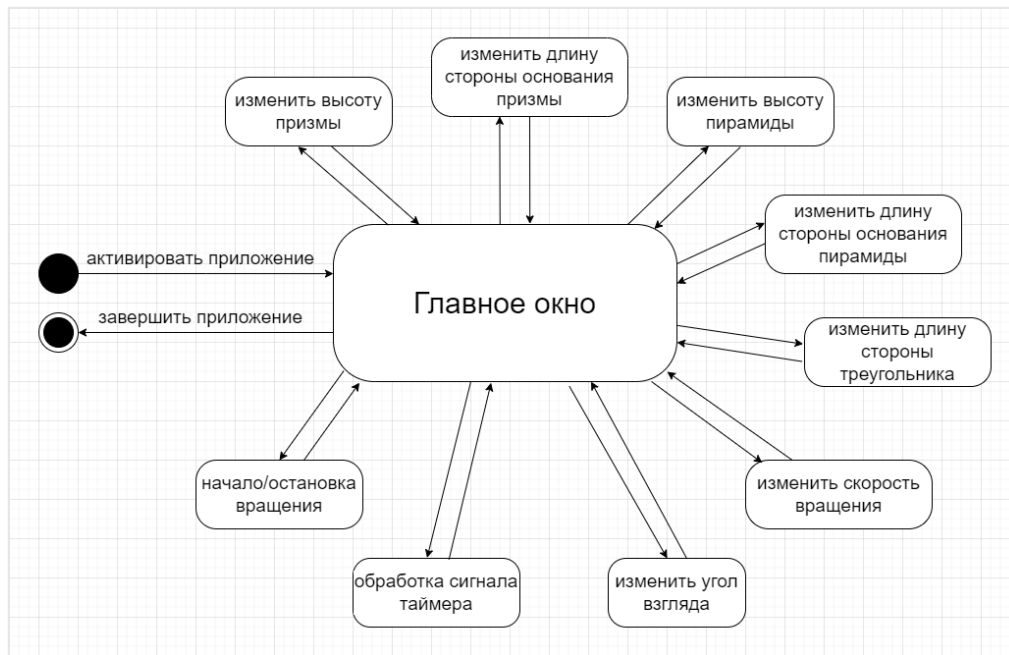 изменить длину
стороны основания
призмы
изменить высоту
призмы
изменить высоту
пирамиды
изменить длину
стороны основания
пирамиды
активировать приложение
Главное окно
завершить приложение
изменить длину
стороны
треугольника
начало/остановка
вращения
изменить скорость
вращения
обработка сигнала
таймера
изменить угол
взгляда